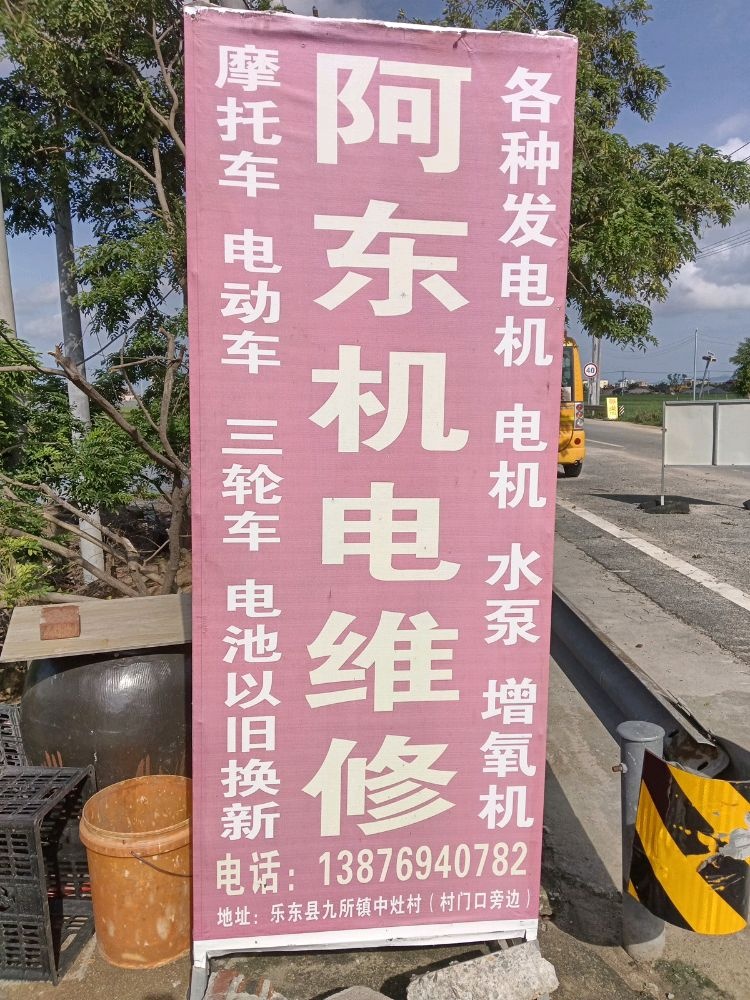 各种发电机 电机 水泵 增氧机
阿东机电维修
摩托车 电动车 三轮车 电池以旧换新
电话：13876940782
地址：乐东县九所镇中灶村（村门口旁边）
40